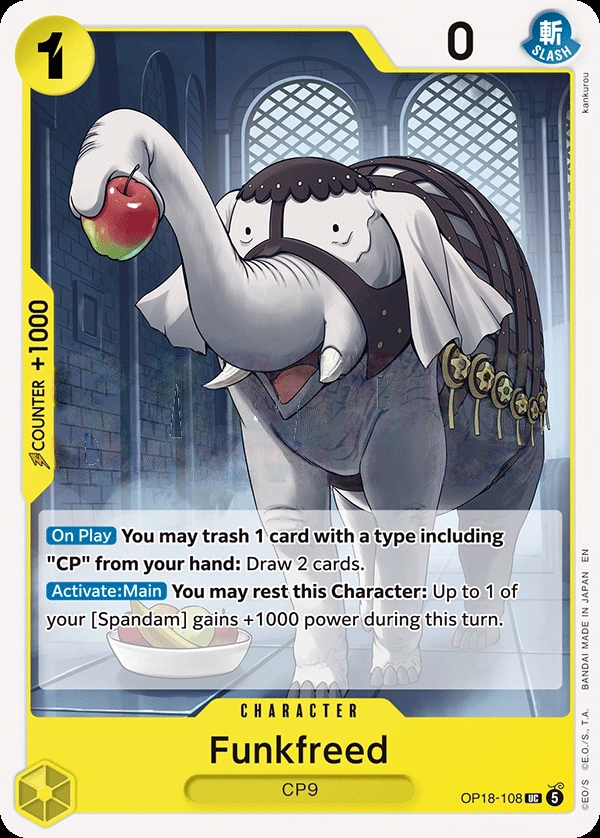 1
0
斬
SLASH
kankurou
COUNTER +1000
On Play You may trash 1 card with a type including
"CP" from your hand: Draw 2 cards.
Activate:Main You may rest this Character: Up to 1 of
your [Spandam] gains +1000 power during this turn.
CHARACTER
Funkfreed
CP9
OP18-108 UC 5
©EO/S ©E.O./S., T.A. BANDAI MADE IN JAPAN EN